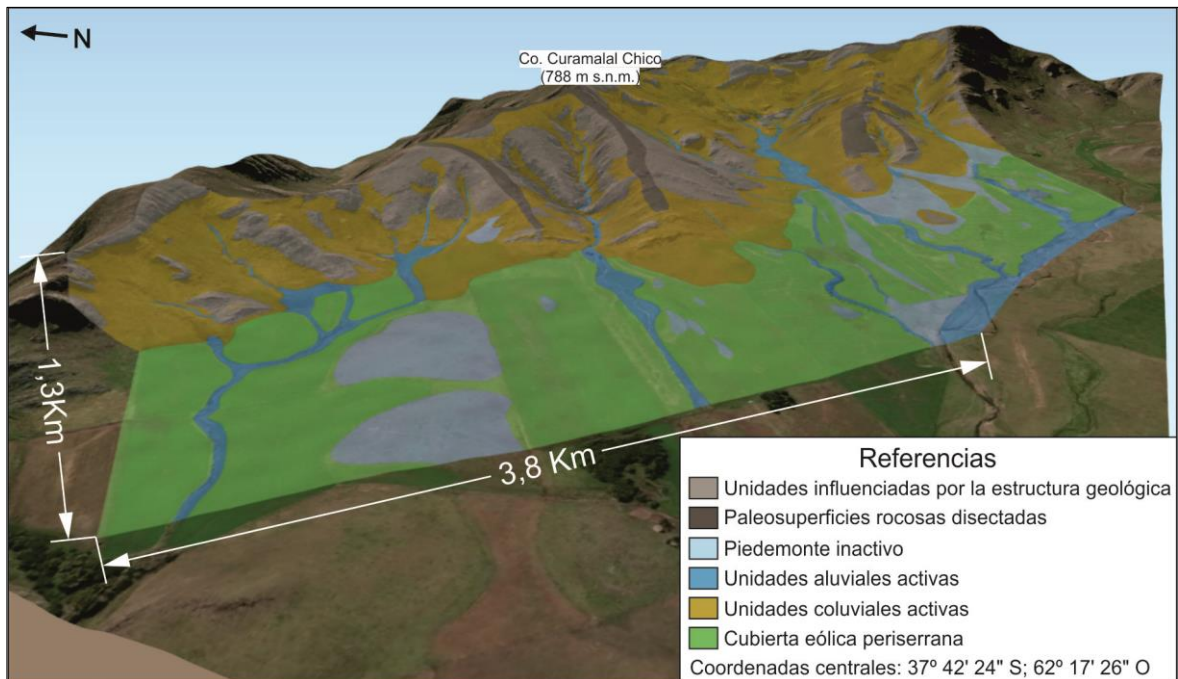 N
Co. Curamalal Chico
(788 m s.n.m.)
1,3Km
3,8 Km
Referencias
Unidades influenciadas por la estructura geológica
Paleosuperficies rocosas disectadas
Piedemonte inactivo
Unidades aluviales activas
Unidades coluviales activas
Cubierta eólica periserrana
Coordenadas centrales: 37º 42' 24" S; 62º 17' 26" O